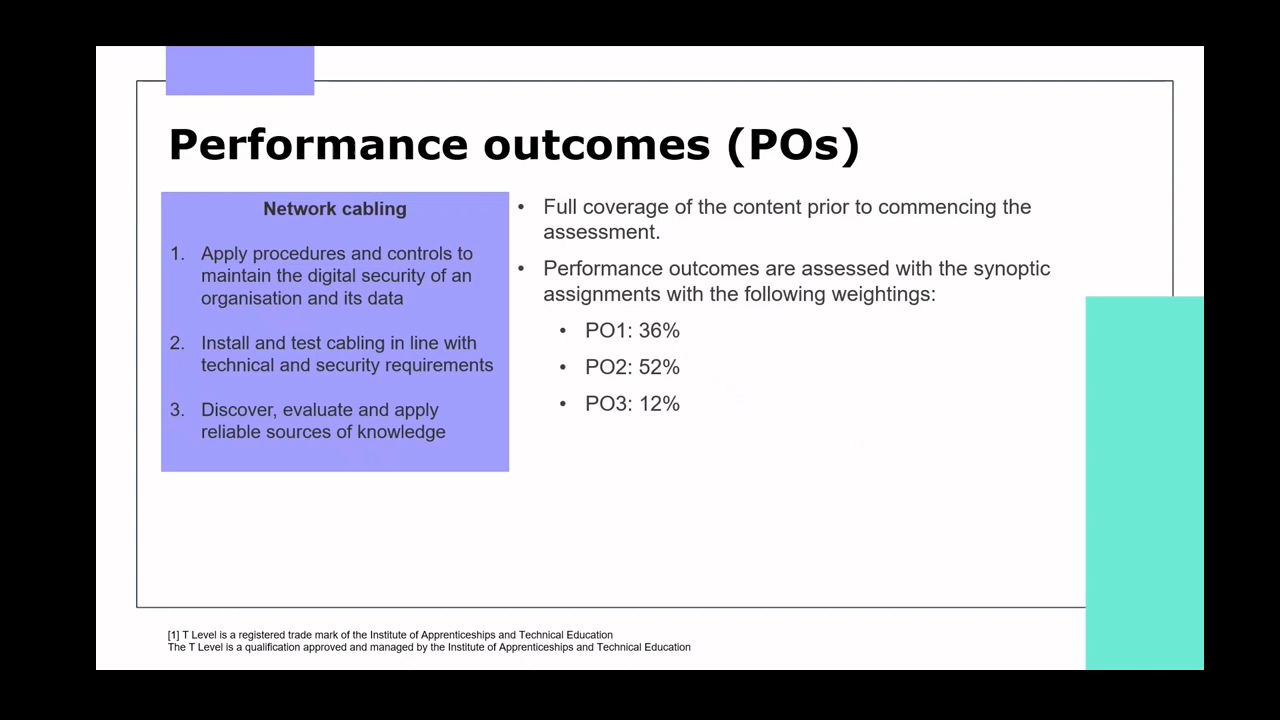 Performance outcomes (POs)
Network cabling
1. Apply procedures and controls to
maintain the digital security of an
organisation and its data
2. Install and test cabling in line with
technical and security requirements
3. Discover, evaluate and apply
reliable sources of knowledge
• Full coverage of the content prior to commencing the
assessment.
• Performance outcomes are assessed with the synoptic
assignments with the following weightings:
• PO1: 36%
• PO2: 52%
• PO3: 12%
[1] T Level is a registered trade mark of the Institute of Apprenticeships and Technical Education
The T Level is a qualification approved and managed by the Institute of Apprenticeships and Technical Education